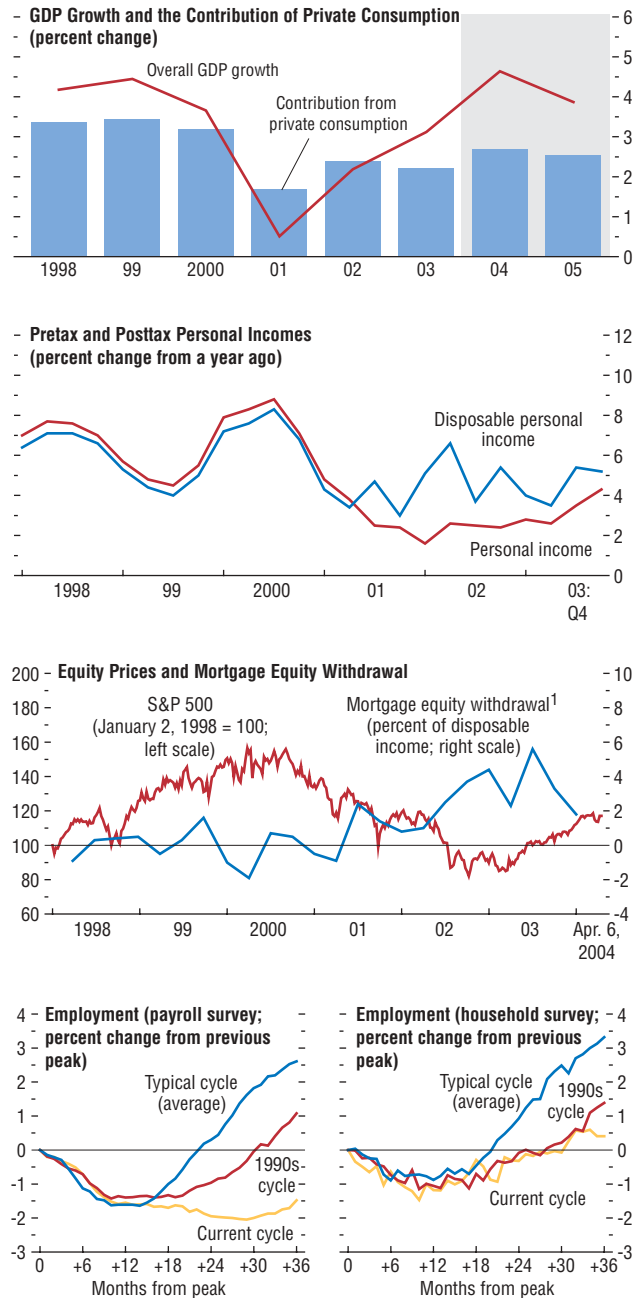 GDP Growth and the Contribution of Private Consumption
(percent change)
6
5
4
3
2
1
0
Overall GDP growth
Contribution from
private consumption
1998 99 2000 01 02 03 04 05
Pretax and Posttax Personal Incomes
(percent change from a year ago)
12
10
8
6
4
2
0
Disposable personal
income
Personal income
1998 99 2000 01 02 03:
Q4
Equity Prices and Mortgage Equity Withdrawal
200
180
160
140
120
100
80
60
S&P 500
(January 2, 1998 = 100;
left scale)
Mortgage equity withdrawal1
(percent of disposable
income; right scale)
10
8
6
4
2
0
-2
-4
1998 99 2000 01 02 03 Apr. 6,
2004
Employment (payroll survey;
percent change from previous
peak)
4
3
2
1
0
-1
-2
-3
Typical cycle
(average)
1990s
cycle
Current cycle
0 +6 +12 +18 +24 +30 +36
Months from peak
Employment (household survey;
percent change from previous
peak)
4
3
2
1
0
-1
-2
-3
Typical cycle
(average)
1990s
cycle
Current cycle
0 +6 +12 +18 +24 +30 +36
Months from peak